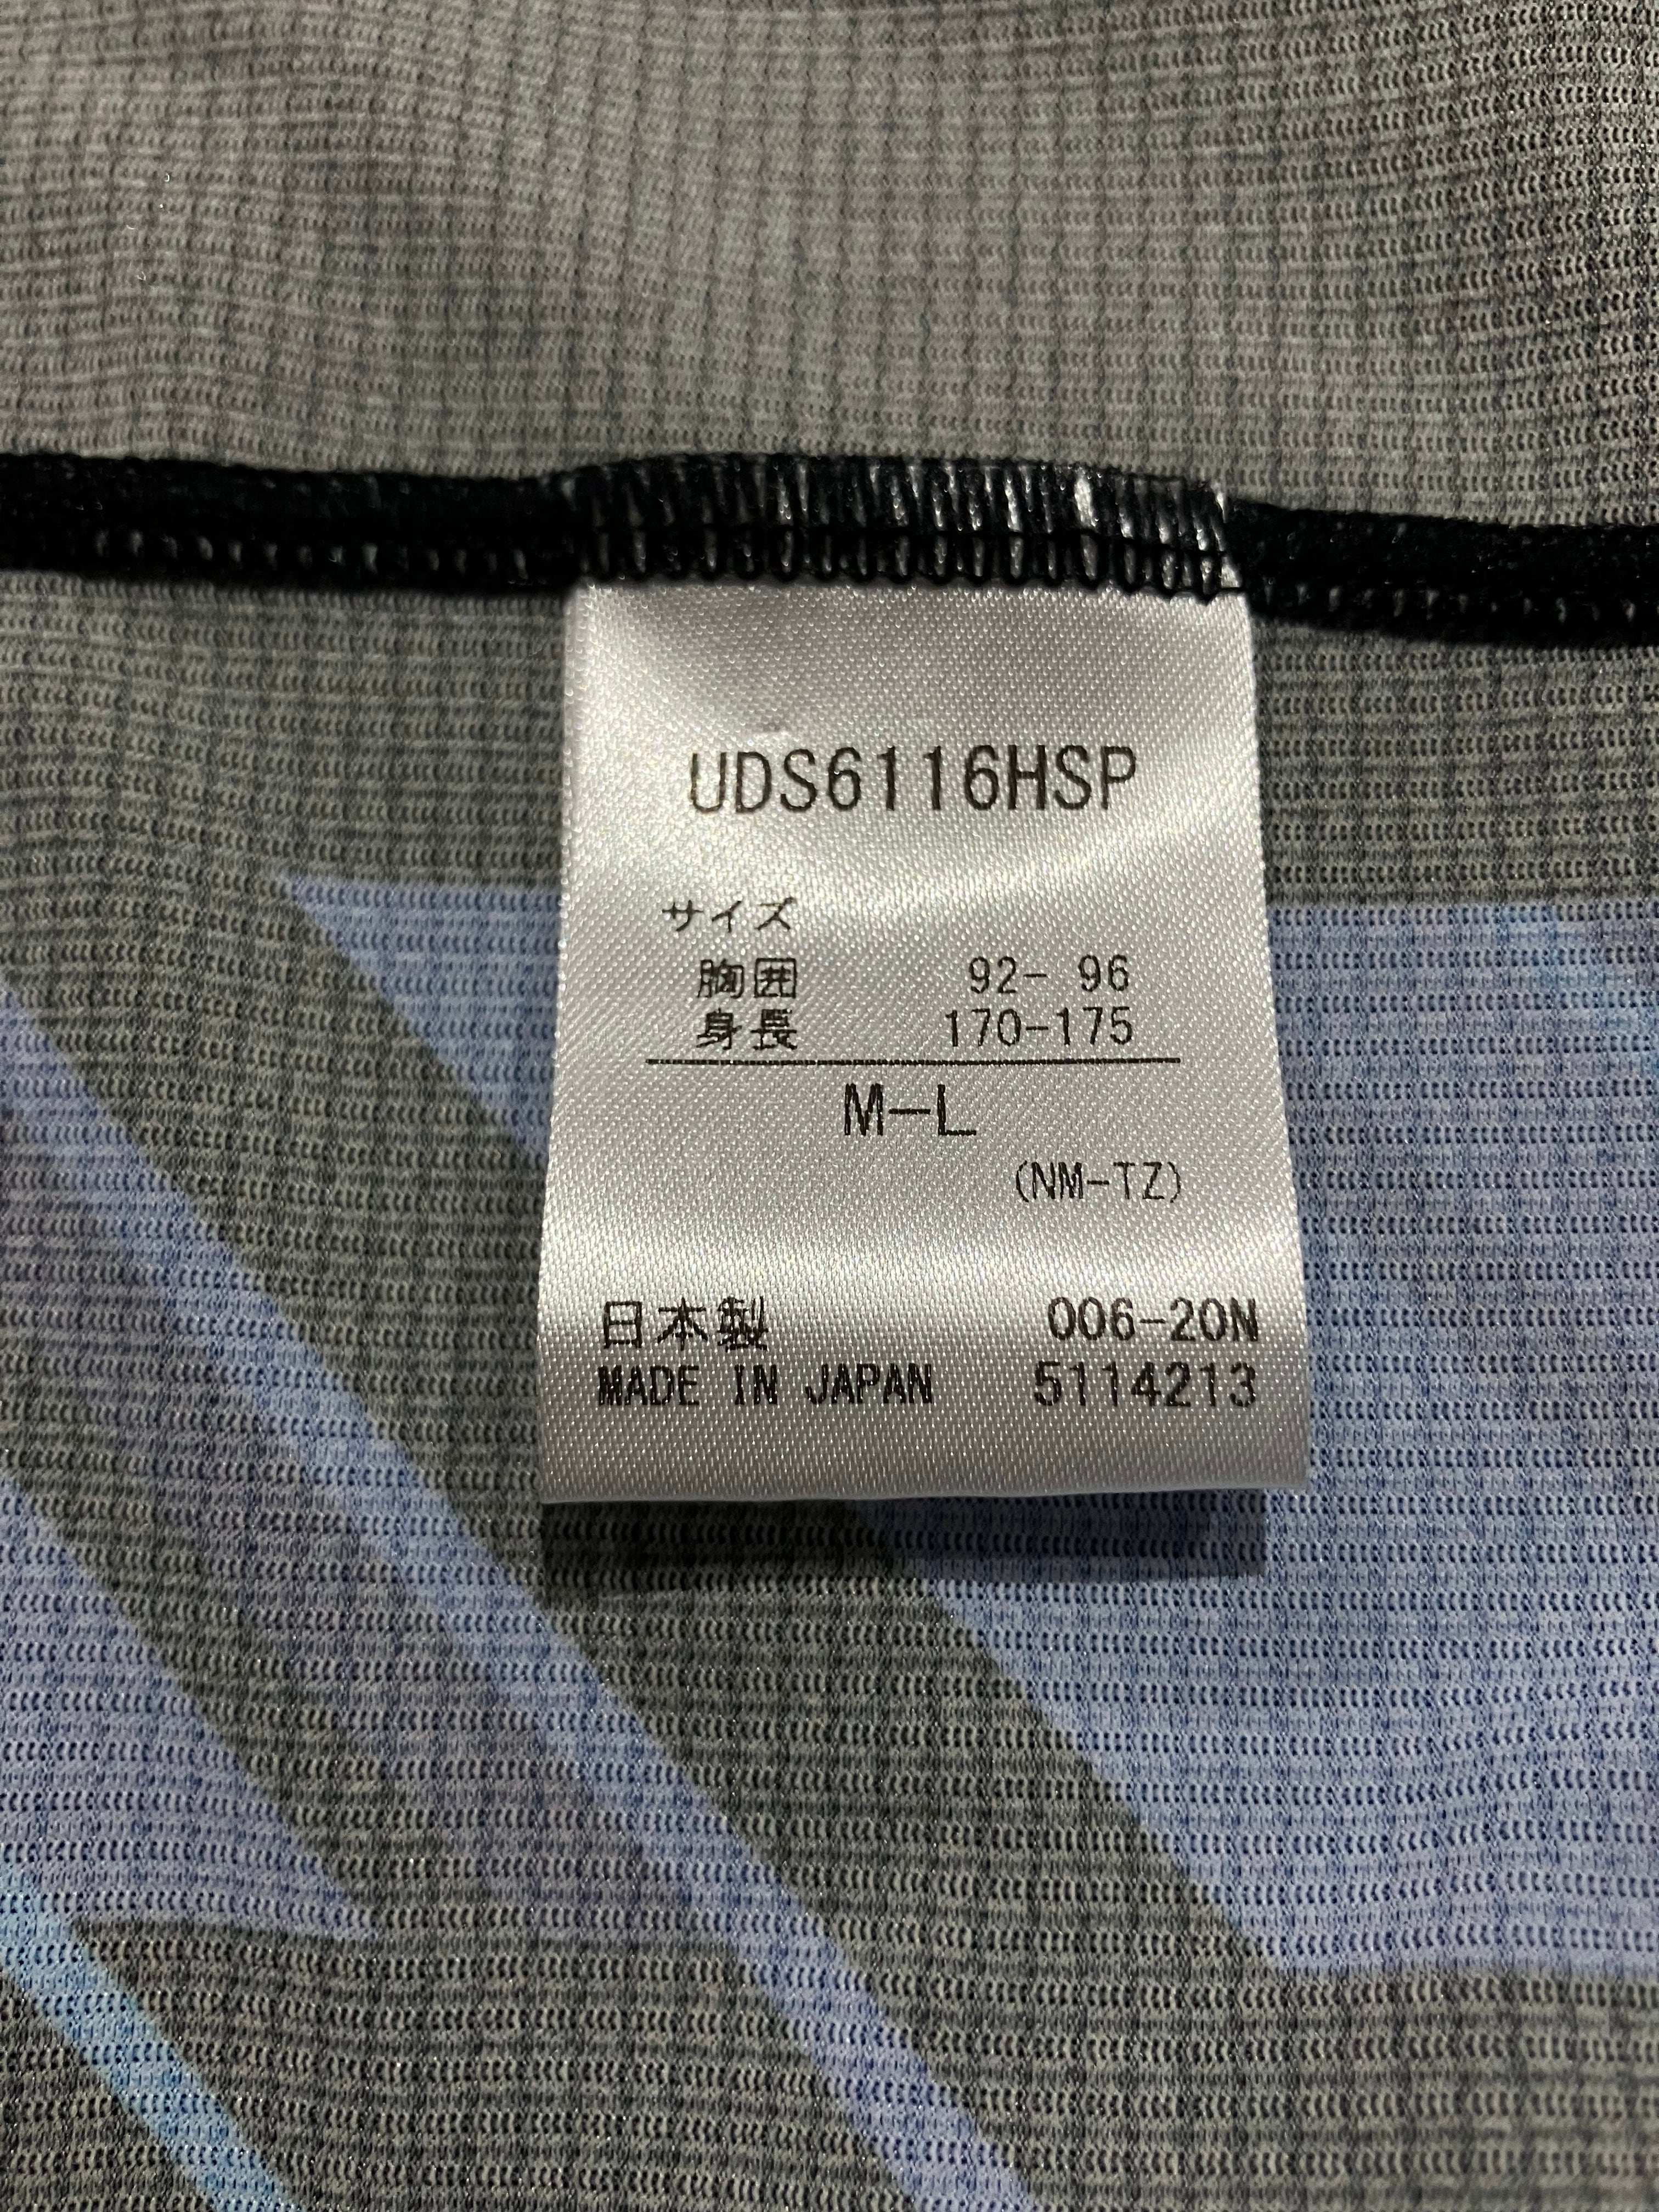 UDS6116HSP
サイズ
胸囲 92- 96
身長 170-175
M-L
(NM-TZ)
日本製 006-20N
MADE IN JAPAN 5114213